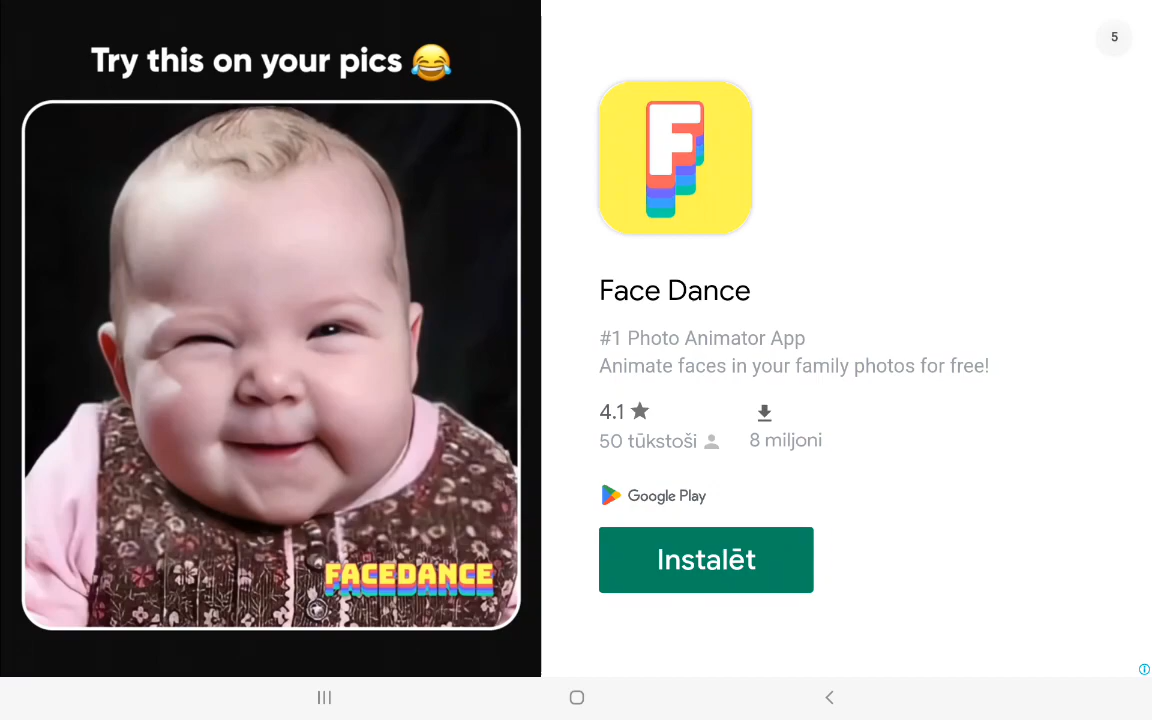 Try this on your pics 😂
FACEDANCE
5
F
Face Dance
#1 Photo Animator App
Animate faces in your family photos for free!
4.1 ★
50 tūkstoši
8 miljoni
Google Play
Instalēt